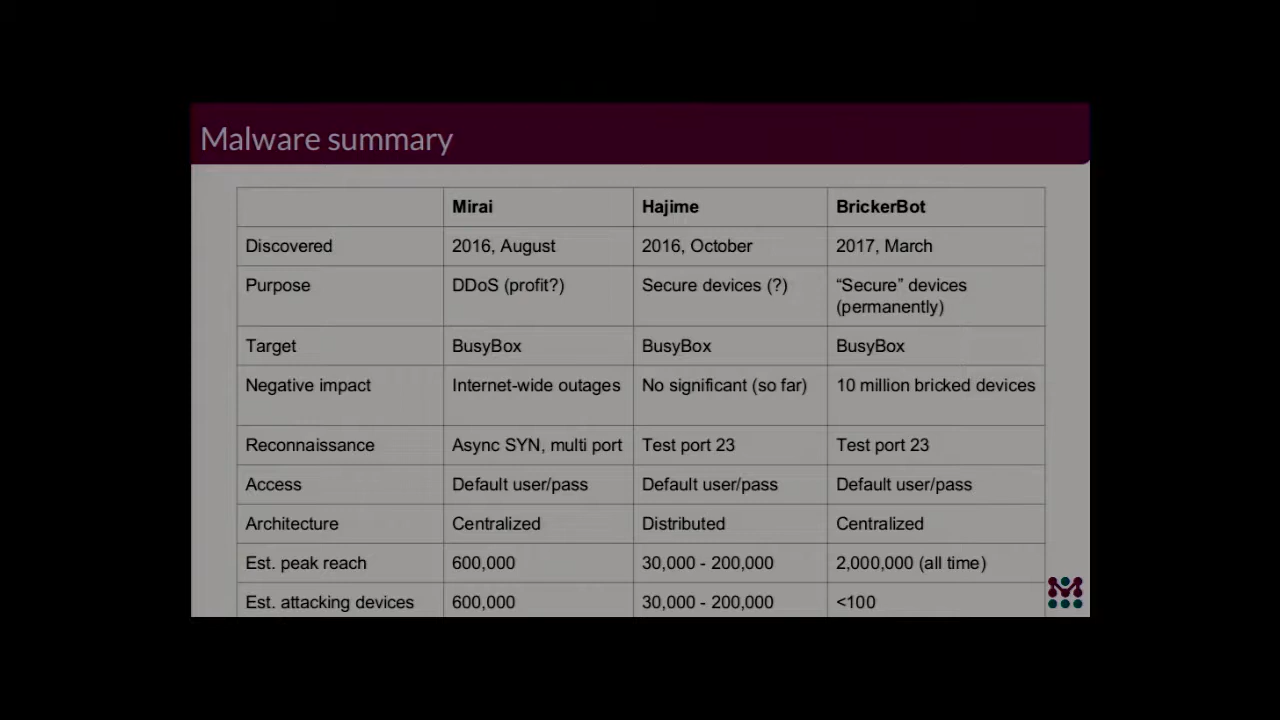 Malware summary
Mirai Hajime BrickerBot
Discovered 2016, August 2016, October 2017, March
Purpose DDoS (profit?) Secure devices (?) “Secure” devices
(permanently)
Target BusyBox BusyBox BusyBox
Negative impact Internet-wide outages No significant (so far) 10 million bricked devices
Reconnaissance Async SYN, multi port Test port 23 Test port 23
Access Default user/pass Default user/pass Default user/pass
Architecture Centralized Distributed Centralized
Est. peak reach 600,000 30,000 - 200,000 2,000,000 (all time)
Est. attacking devices 600,000 30,000 - 200,000 <100